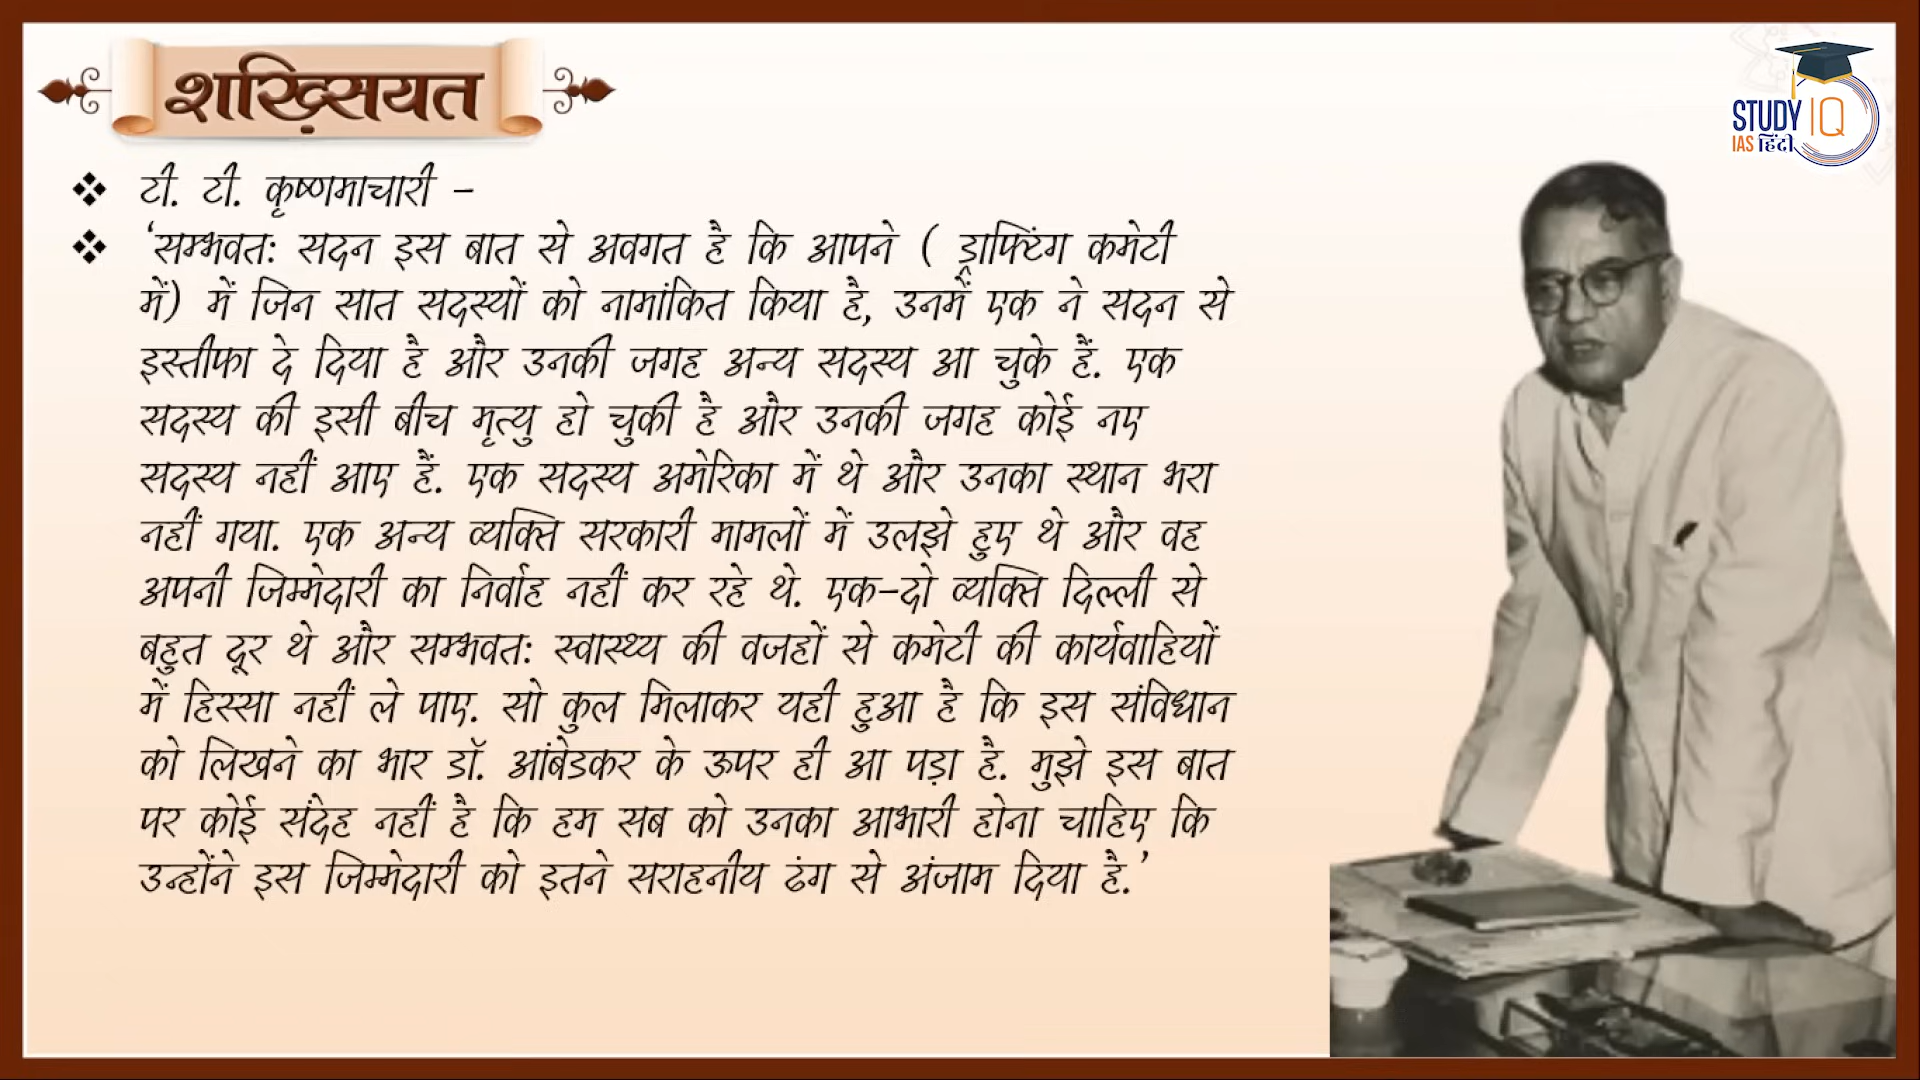 शख़्सियत
STUDY IQ
IAS हिंदी
❖ टी. टी. कृष्णमाचारी –
❖ ‘सम्भवतः सदन इस बात से अवगत है कि आपने ( ड्राफ्टिंग कमेटी
में) में जिन सात सदस्यों को नामांकित किया है, उनमें एक ने सदन से
इस्तीफा दे दिया है और उनकी जगह अन्य सदस्य आ चुके हैं. एक
सदस्य की इसी बीच मृत्यु हो चुकी है और उनकी जगह कोई नए
सदस्य नहीं आए हैं. एक सदस्य अमेरिका में थे और उनका स्थान भरा
नहीं गया. एक अन्य व्यक्ति सरकारी मामलों में उलझे हुए थे और वह
अपनी जिम्मेदारी का निर्वाह नहीं कर रहे थे. एक-दो व्यक्ति दिल्ली से
बहुत दूर थे और सम्भवतः स्वास्थ्य की वजहों से कमेटी की कार्यवाहियों
में हिस्सा नहीं ले पाए. सो कुल मिलाकर यही हुआ है कि इस संविधान
को लिखने का भार डॉ. आंबेडकर के ऊपर ही आ पड़ा है. मुझे इस बात
पर कोई संदेह नहीं है कि हम सब को उनका आभारी होना चाहिए कि
उन्होंने इस जिम्मेदारी को इतने सराहनीय ढंग से अंजाम दिया है.’